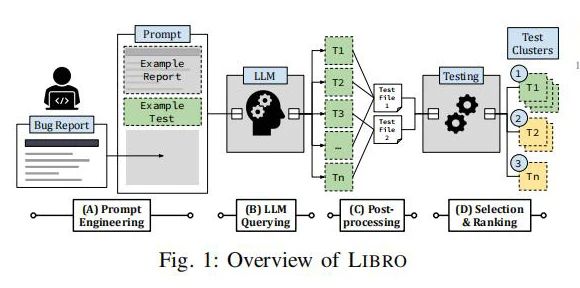 Prompt
Example
Report
Example
Test
Bug Report
LLM
T1
T2
T3
…
Tn
Test
File
1
Test
File
2
Testing
Test
Clusters
1
T1
2
T2
3
Tn
(A) Prompt
Engineering
(B) LLM
Querying
(C) Post-
processing
(D) Selection
& Ranking
Fig. 1: Overview of LIBRO